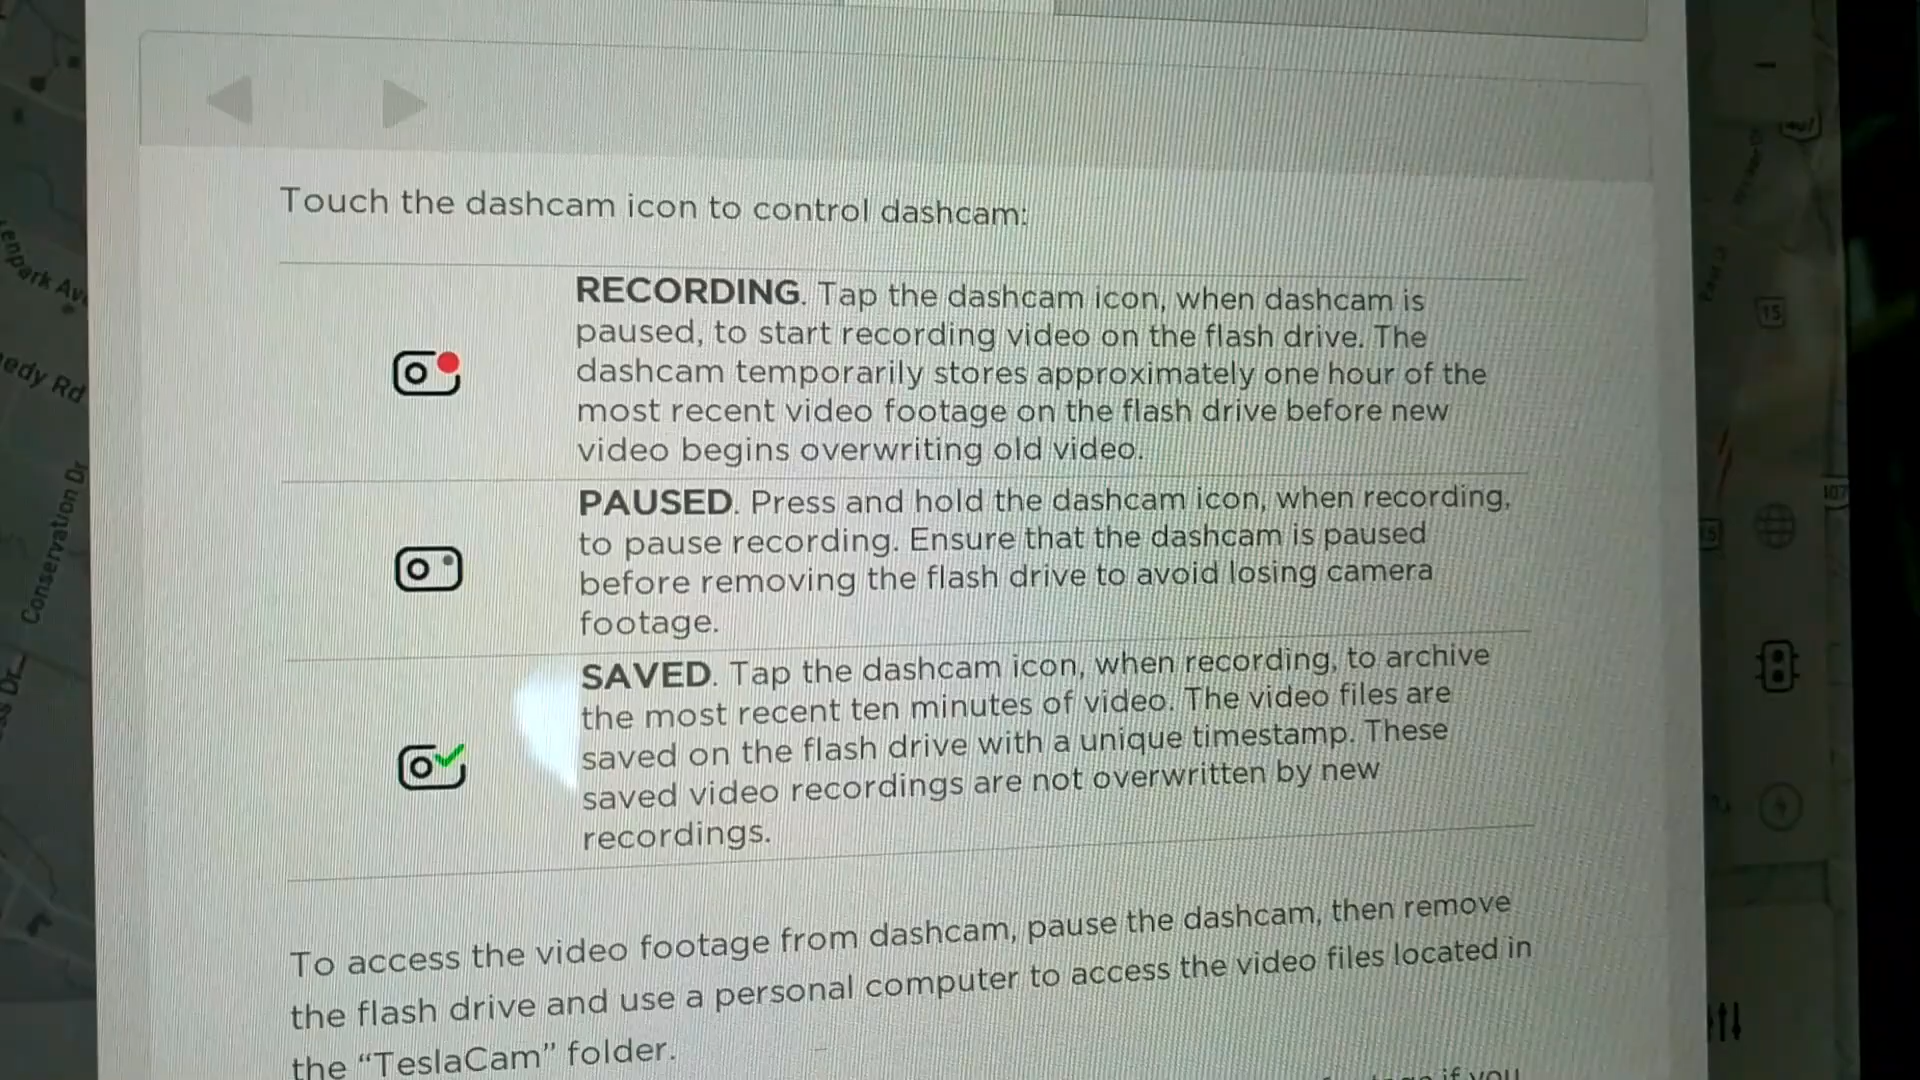 Touch the dashcam icon to control dashcam:
RECORDING. Tap the dashcam icon, when dashcam is
paused, to start recording video on the flash drive. The
dashcam temporarily stores approximately one hour of the
most recent video footage on the flash drive before new
video begins overwriting old video.
PAUSED. Press and hold the dashcam icon, when recording,
to pause recording. Ensure that the dashcam is paused
before removing the flash drive to avoid losing camera
footage.
SAVED. Tap the dashcam icon, when recording, to archive
the most recent ten minutes of video. The video files are
saved on the flash drive with a unique timestamp. These
saved video recordings are not overwritten by new
recordings.
To access the video footage from dashcam, pause the dashcam, then remove
the flash drive and use a personal computer to access the video files located in
the “TeslaCam” folder.
if you
Conservation Dr
Rd
15
107
15